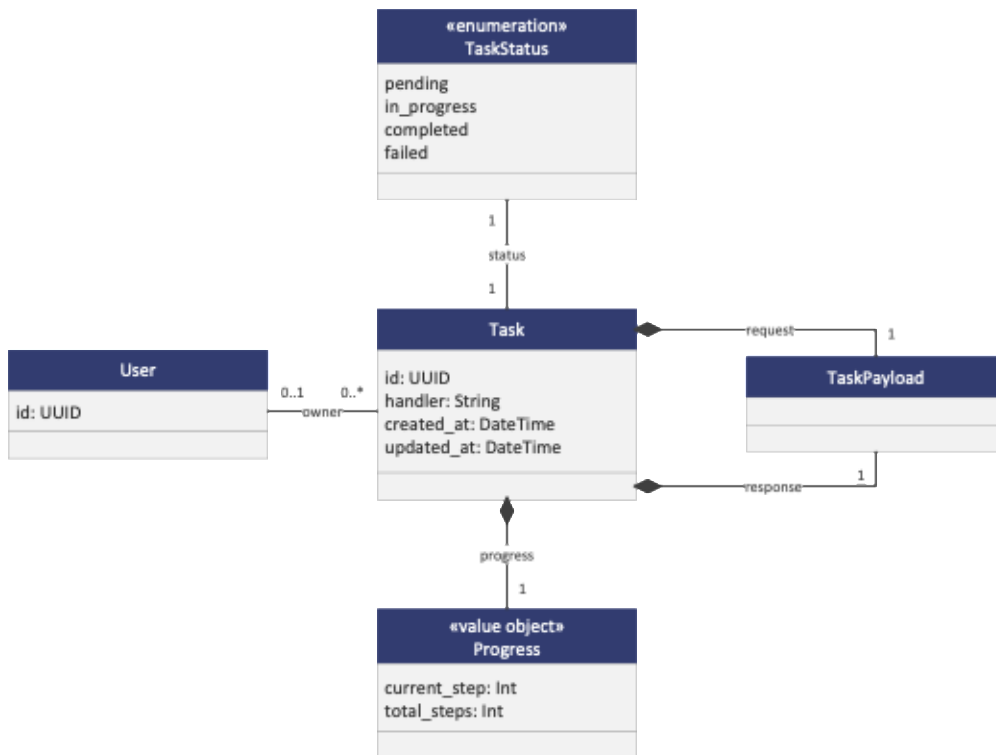 «enumeration»
TaskStatus
pending
in_progress
completed
failed
1
status
1
Task
id: UUID
handler: String
created_at: DateTime
updated_at: DateTime
User
id: UUID
0..1
0..*
owner
request
1
TaskPayload
response
1
progress
1
«value object»
Progress
current_step: Int
total_steps: Int